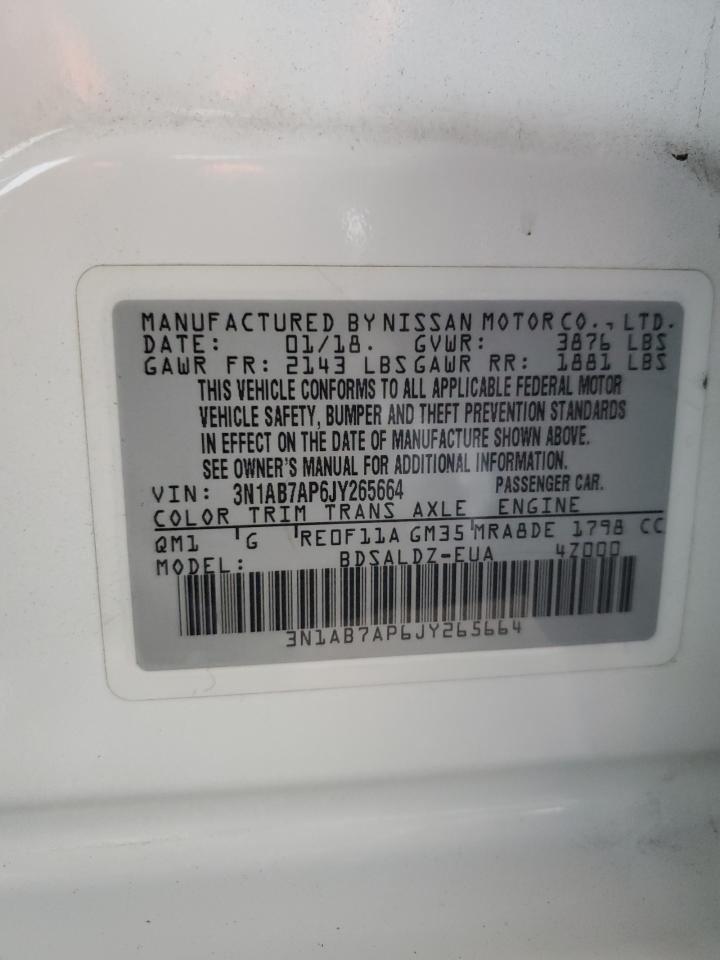 MANUFACTURED BY NISSAN MOTOR CO., LTD.
DATE: 01/18. GVWR: 3876 LBS
GAWR FR: 2143 LBS GAWR RR: 1881 LBS
THIS VEHICLE CONFORMS TO ALL APPLICABLE FEDERAL MOTOR
VEHICLE SAFETY, BUMPER AND THEFT PREVENTION STANDARDS
IN EFFECT ON THE DATE OF MANUFACTURE SHOWN ABOVE.
SEE OWNER'S MANUAL FOR ADDITIONAL INFORMATION.
VIN: 3N1AB7AP6JY265664 PASSENGER CAR.
COLOR TRIM TRANS AXLE ENGINE
QM1 G RE0F11A GM35 MRA8DE 1798 CC
MODEL: BDSALDZ-EUA 4Z000
3N1AB7AP6JY265664